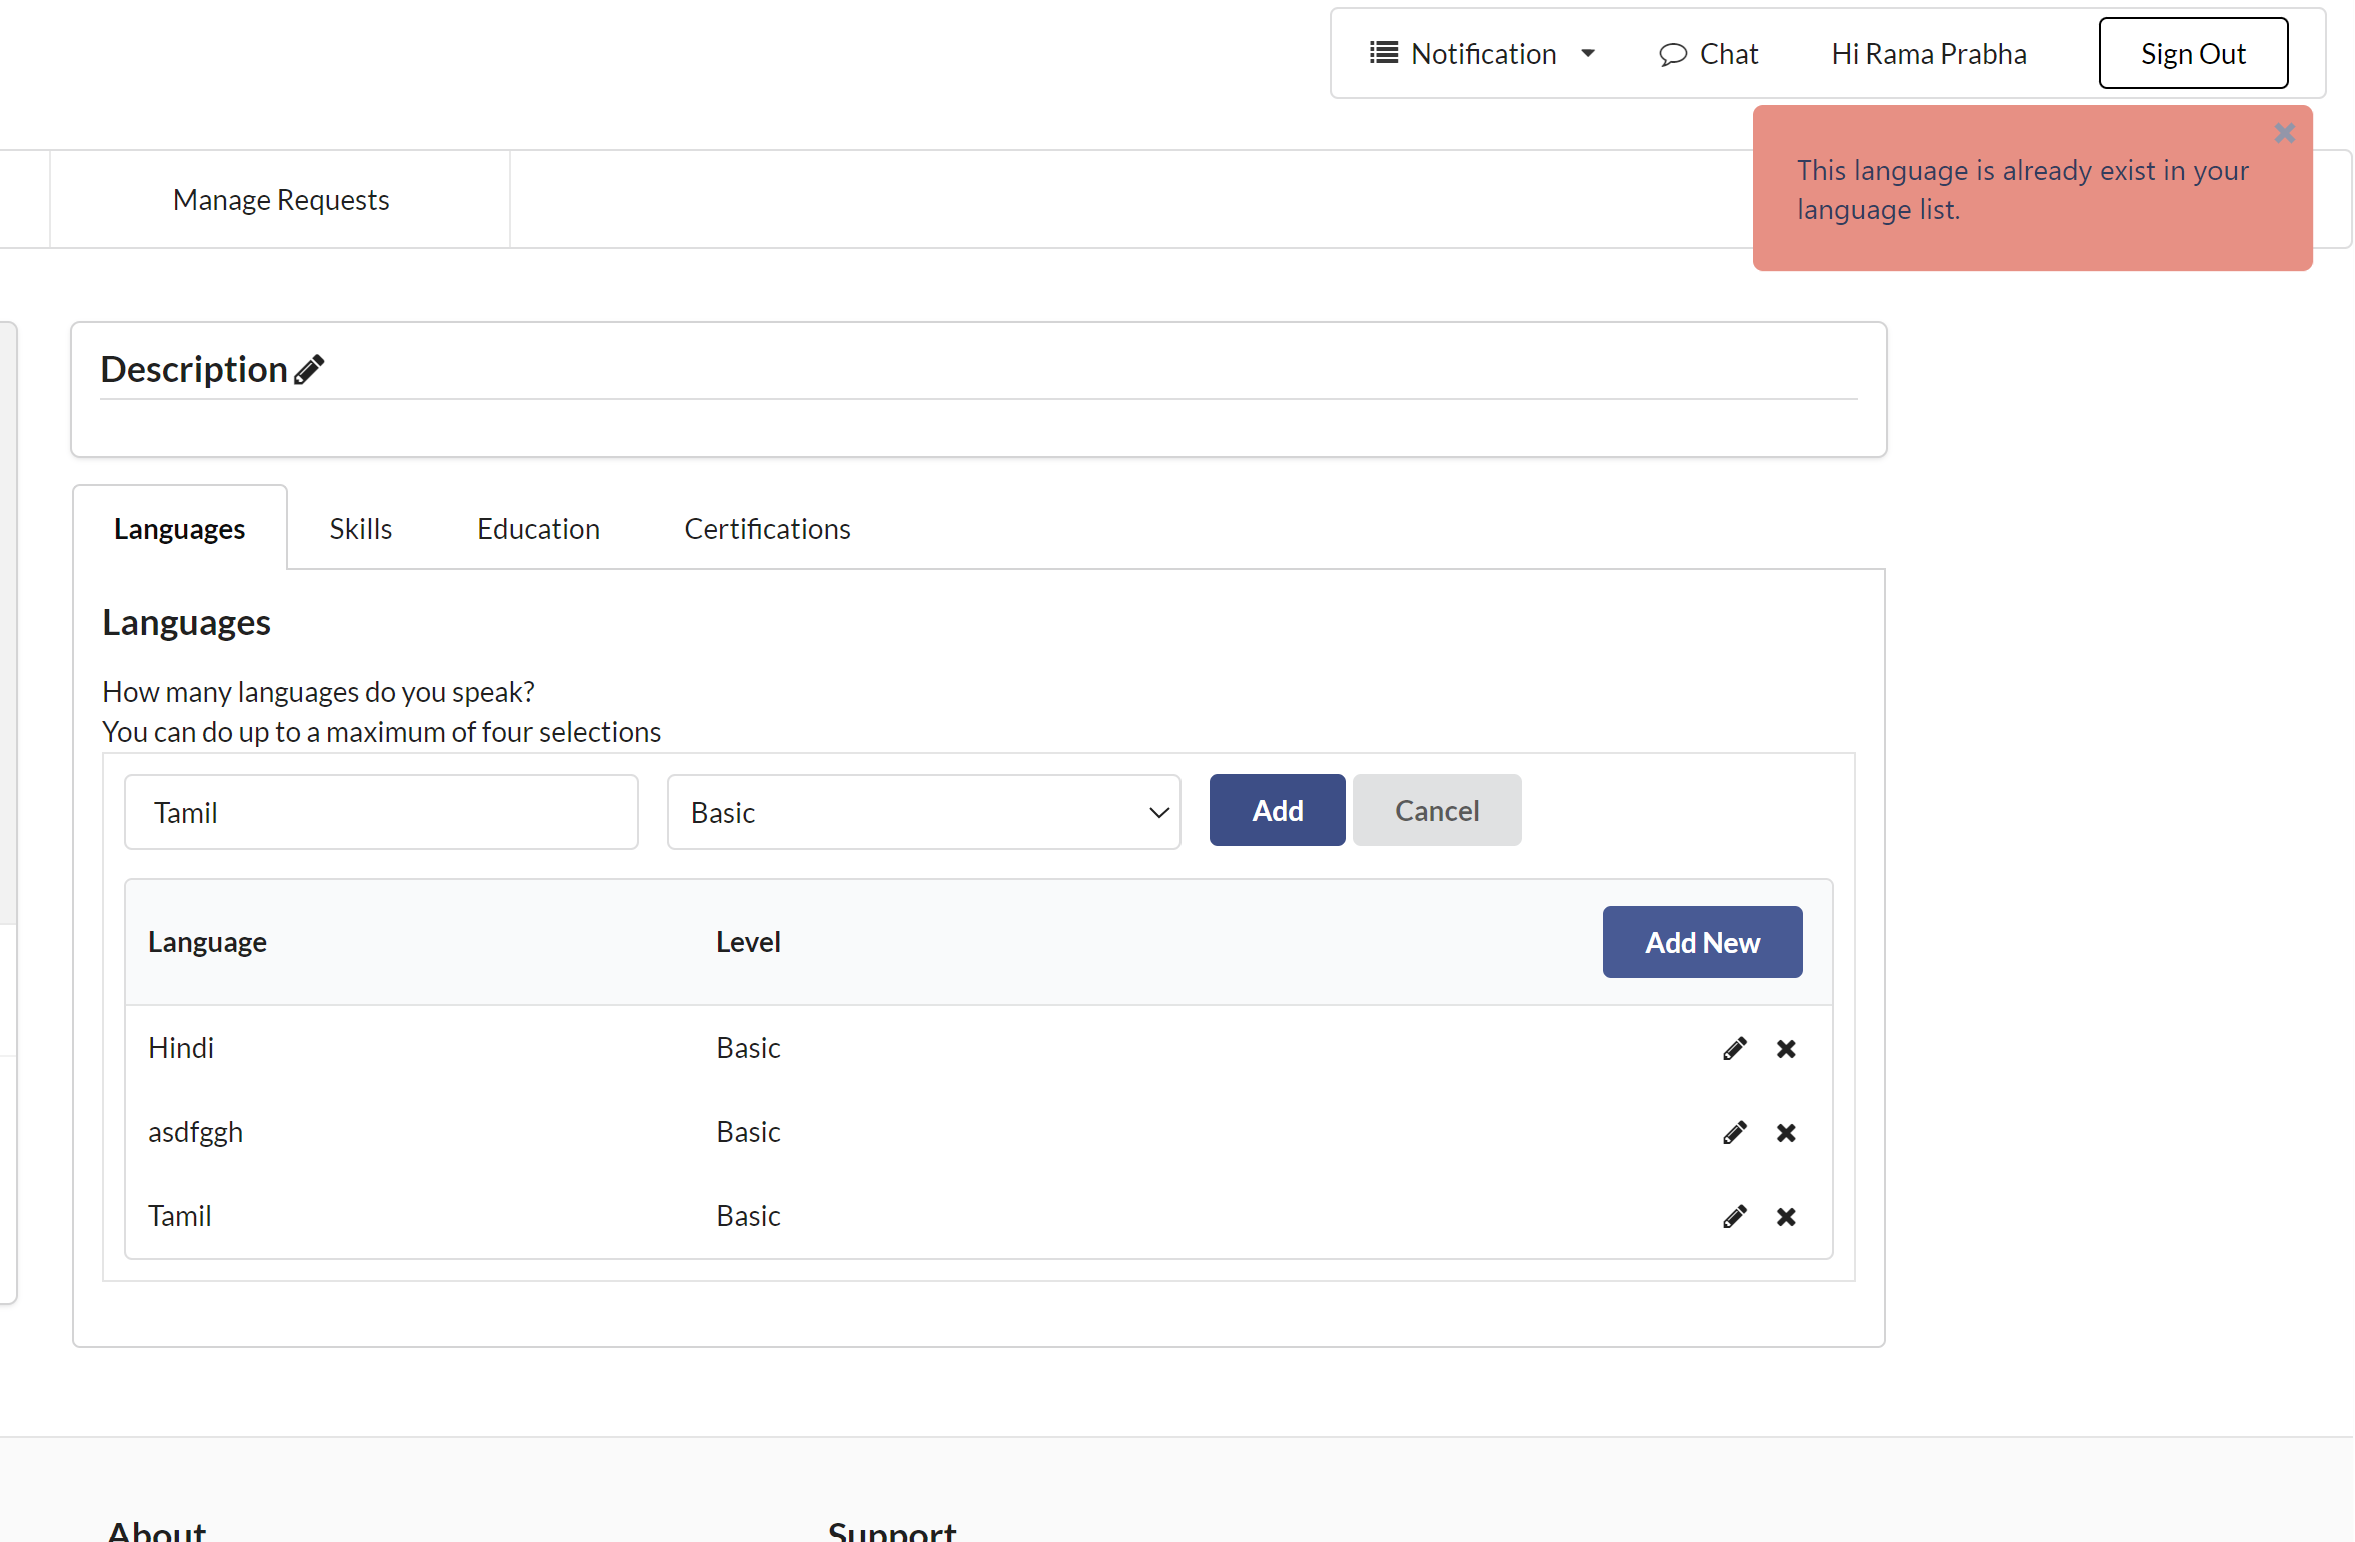 Notification Chat Hi Rama Prabha Sign Out
This language is already exist in your
language list.
Manage Requests
Description
Languages Skills Education Certifications
Languages
How many languages do you speak?
You can do up to a maximum of four selections
Tamil Basic Add Cancel
Language Level Add New
Hindi Basic
asdfggh Basic
Tamil Basic
About Support